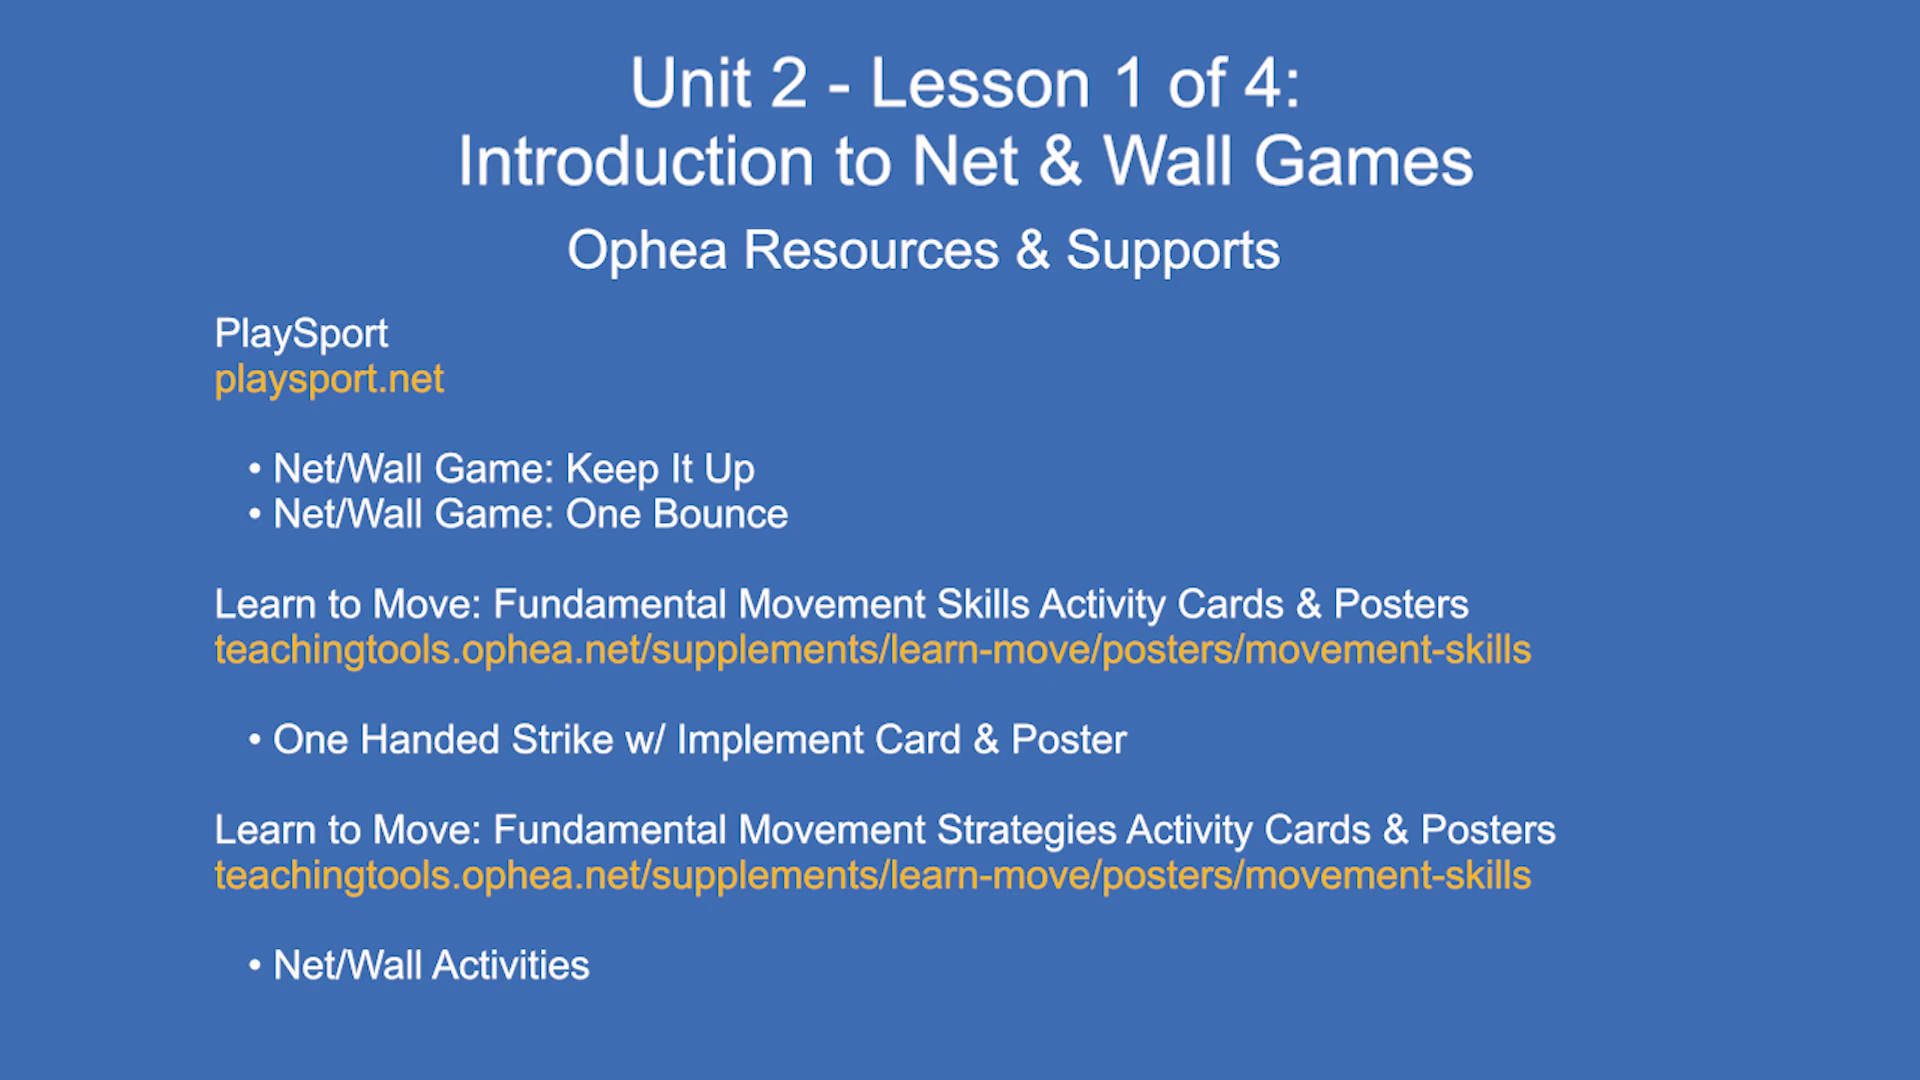 Unit 2 - Lesson 1 of 4:
Introduction to Net & Wall Games
Ophea Resources & Supports
PlaySport
playsport.net
• Net/Wall Game: Keep It Up
• Net/Wall Game: One Bounce
Learn to Move: Fundamental Movement Skills Activity Cards & Posters
teachingtools.ophea.net/supplements/learn-move/posters/movement-skills
• One Handed Strike w/ Implement Card & Poster
Learn to Move: Fundamental Movement Strategies Activity Cards & Posters
teachingtools.ophea.net/supplements/learn-move/posters/movement-skills
• Net/Wall Activities